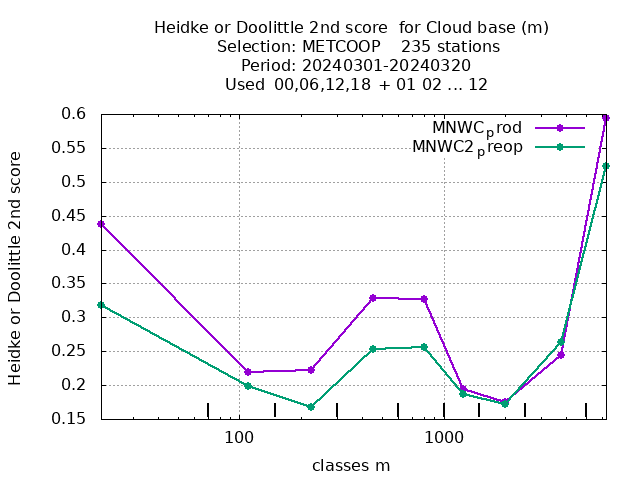 Heidke or Doolittle 2nd score  for Cloud base (m)
Selection: METCOOP    235 stations
Period: 20240301-20240320
Used  00,06,12,18 + 01 02 ... 12
MNWC_prod
MNWC2_preop
Heidke or Doolittle 2nd score
0.6
0.55
0.5
0.45
0.4
0.35
0.3
0.25
0.2
0.15
100
1000
classes m